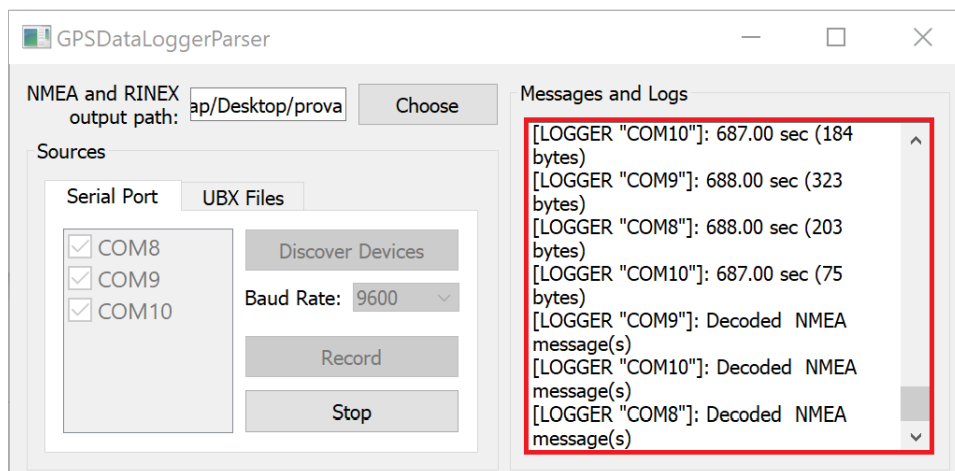 GPSDataLoggerParser
NMEA and RINEX
output path:
ap/Desktop/prova
Choose
Sources
Serial Port
UBX Files
COM8
COM9
COM10
Discover Devices
Baud Rate:
9600
Record
Stop
Messages and Logs
[LOGGER "COM10"]: 687.00 sec (184
bytes)
[LOGGER "COM9"]: 688.00 sec (323
bytes)
[LOGGER "COM8"]: 688.00 sec (203
bytes)
[LOGGER "COM10"]: 687.00 sec (75
bytes)
[LOGGER "COM9"]: Decoded  NMEA
message(s)
[LOGGER "COM10"]: Decoded  NMEA
message(s)
[LOGGER "COM8"]: Decoded  NMEA
message(s)